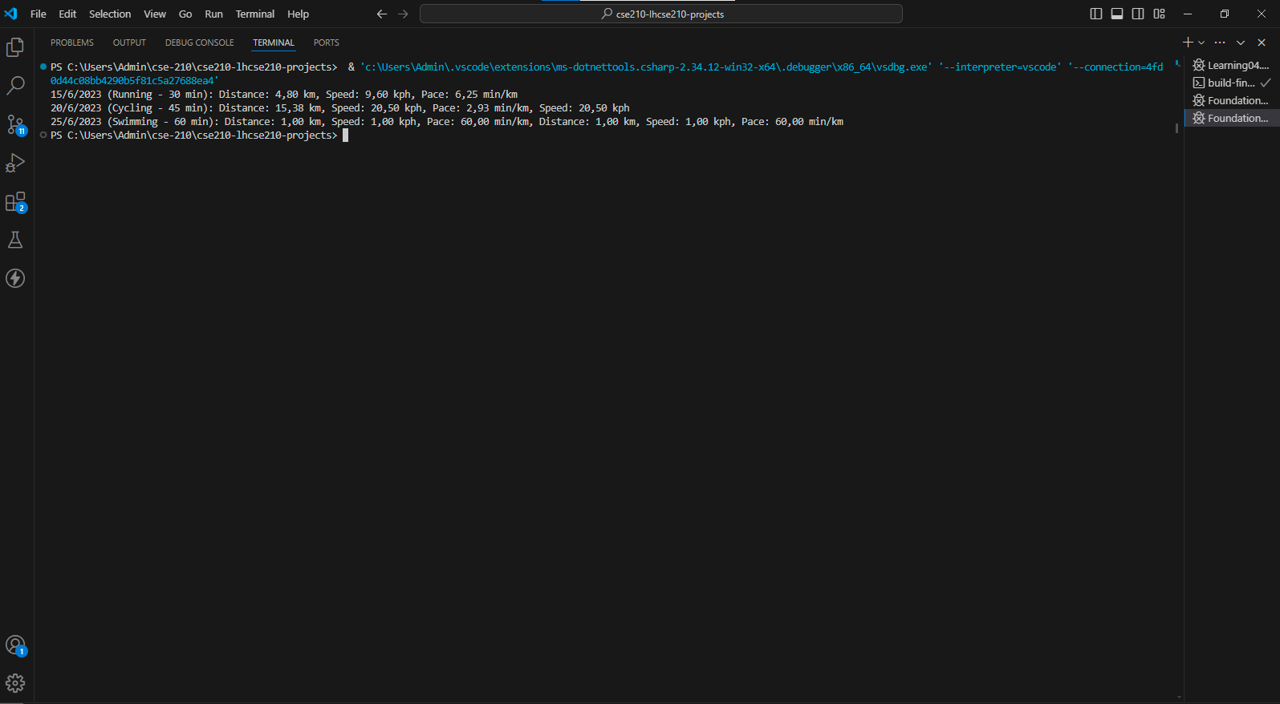 File Edit Selection View Go Run Terminal Help
cse210-lhcse210-projects
PROBLEMS OUTPUT DEBUG CONSOLE TERMINAL PORTS
PS C:\Users\Admin\cse-210\cse210-lhcse210-projects> & 'c:\Users\Admin\.vscode\extensions\ms-dotnettools.csharp-2.34.12-win32-x64\.debugger\x86_64\vsdbg.exe' '--interpreter=vscode' '--connection=4fd
0d44c08bb4290b5f81c5a27688ea4'
15/6/2023 (Running - 30 min): Distance: 4,80 km, Speed: 9,60 kph, Pace: 6,25 min/km
20/6/2023 (Cycling - 45 min): Distance: 15,38 km, Speed: 20,50 kph, Pace: 2,93 min/km, Speed: 20,50 kph
25/6/2023 (Swimming - 60 min): Distance: 1,00 km, Speed: 1,00 kph, Pace: 60,00 min/km, Distance: 1,00 km, Speed: 1,00 kph, Pace: 60,00 min/km
PS C:\Users\Admin\cse-210\cse210-lhcse210-projects>
Learning04....
build-fin...
Foundation...
Foundation...
11
2
1